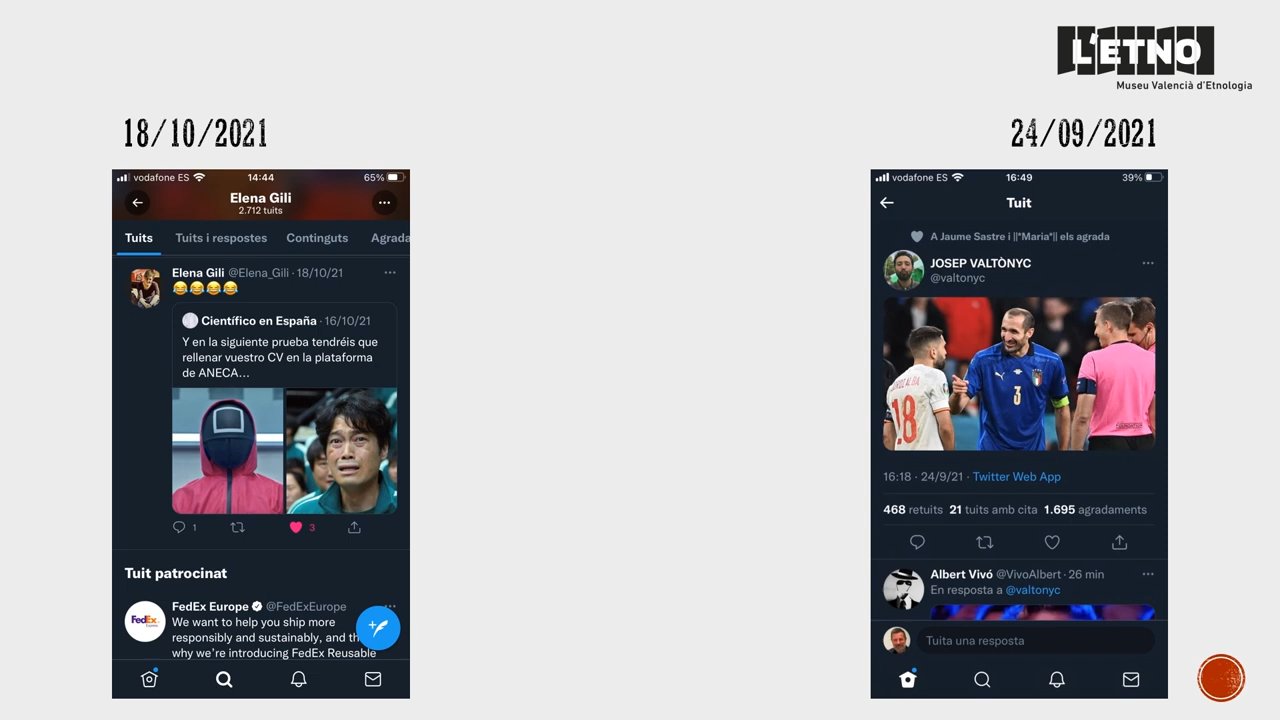 L'ETNO
Museu Valencià d'Etnologia
18/10/2021
24/09/2021
vodafone ES
14:44
65%
Elena Gili
2.712 tuits
Tuits
Tuits i respostes
Continguts
Agrada
Elena Gili @Elena_Gili · 18/10/21
😂😂😂😂
Científico en España · 16/10/21
Y en la siguiente prueba tendréis que
rellenar vuestro CV en la plataforma
de ANECA...
1
3
Tuit patrocinat
FedEx Europe @FedExEurope
FedEx
We want to help you ship more
responsibly and sustainably, and th
why we're introducing FedEx Reusable
vodafone ES
16:49
39%
Tuit
A Jaume Sastre i ||*Maria*|| els agrada
JOSEP VALTÒNYC
@valtonyc
18
3
16:18 · 24/9/21 · Twitter Web App
468 retuits 21 tuits amb cita 1.695 agradaments
Albert Vivó @VivoAlbert · 26 min
En resposta a @valtonyc
Tuita una resposta